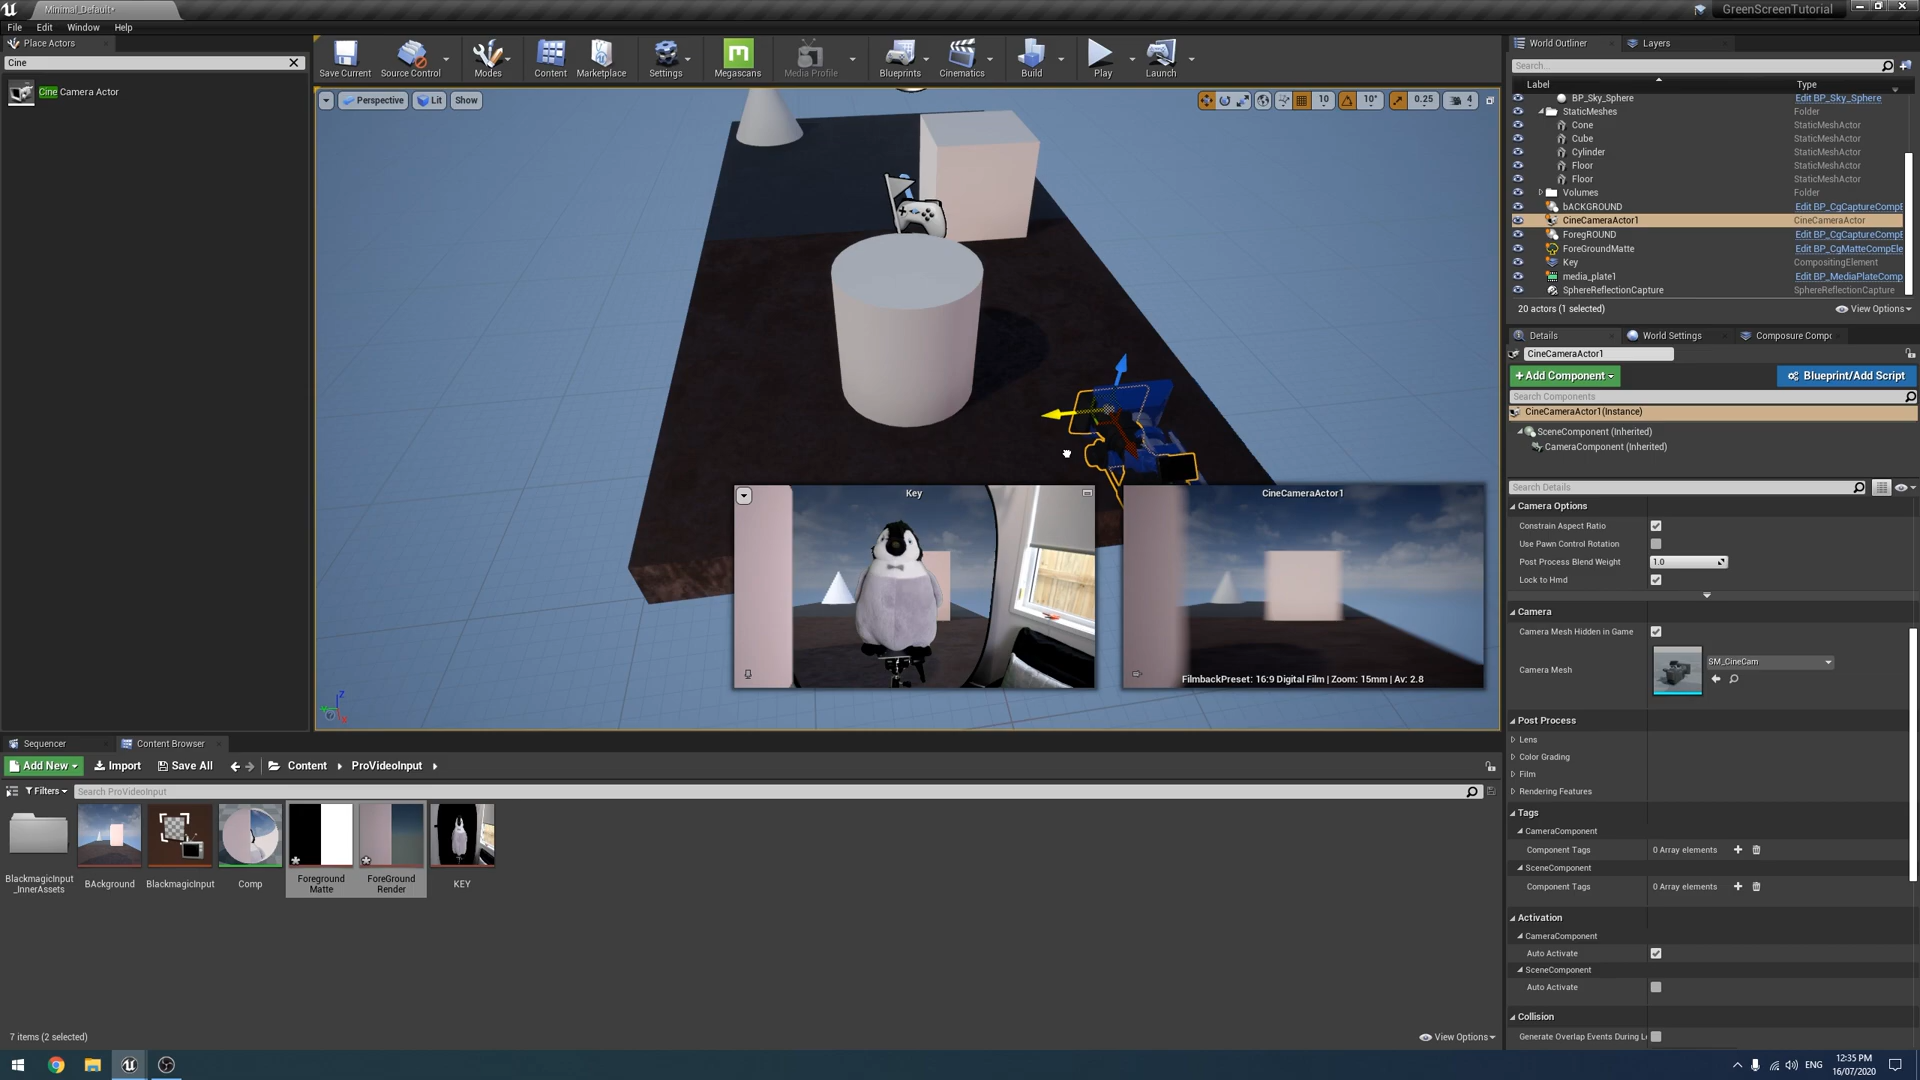 Minimal_Default*
GreenScreenTutorial
File Edit Window Help
Place Actors
Cine
Cine Camera Actor
Save Current
Source Control
Modes
Content
Marketplace
Settings
Megascans
Media Profile
Blueprints
Cinematics
Build
Play
Launch
Perspective
Lit
Show
10
10°
0.25
4
Key
CineCameraActor1
FilmbackPreset: 16:9 Digital Film | Zoom: 15mm | Av: 2.8
World Outliner
Layers
Search...
Label Type
BP_Sky_Sphere Edit BP_Sky_Sphere
StaticMeshes Folder
Cone StaticMeshActor
Cube StaticMeshActor
Cylinder StaticMeshActor
Floor StaticMeshActor
Floor StaticMeshActor
Volumes Folder
bACKGROUND Edit BP_CgCaptureCompE
CineCameraActor1 CineCameraActor
ForegROUND Edit BP_CgCaptureCompE
ForeGroundMatte Edit BP_CgMatteCompEle
Key CompositingElement
media_plate1 Edit BP_MediaPlateComp
SphereReflectionCapture SphereReflectionCapture
20 actors (1 selected)
View Options
Details
World Settings
Composure Compo
CineCameraActor1
+Add Component
Blueprint/Add Script
Search Components
CineCameraActor1(Instance)
SceneComponent (Inherited)
CameraComponent (Inherited)
Search Details
Camera Options
Constrain Aspect Ratio
Use Pawn Control Rotation
Post Process Blend Weight 1.0
Lock to Hmd
Camera
Camera Mesh Hidden in Game
Camera Mesh
SM_CineCam
Post Process
Lens
Color Grading
Film
Rendering Features
Tags
CameraComponent
Component Tags 0 Array elements
SceneComponent
Component Tags 0 Array elements
Activation
CameraComponent
Auto Activate
SceneComponent
Auto Activate
Collision
Generate Overlap Events During L
Sequencer
Content Browser
Add New
Import
Save All
Content
ProVideoInput
Filters
Search ProVideoInput
BlackmagicInput
_InnerAssets
BAckground
BlackmagicInput
Comp
Foreground
Matte
ForeGround
Render
KEY
7 items (2 selected)
View Options
ENG
12:35 PM
16/07/2020